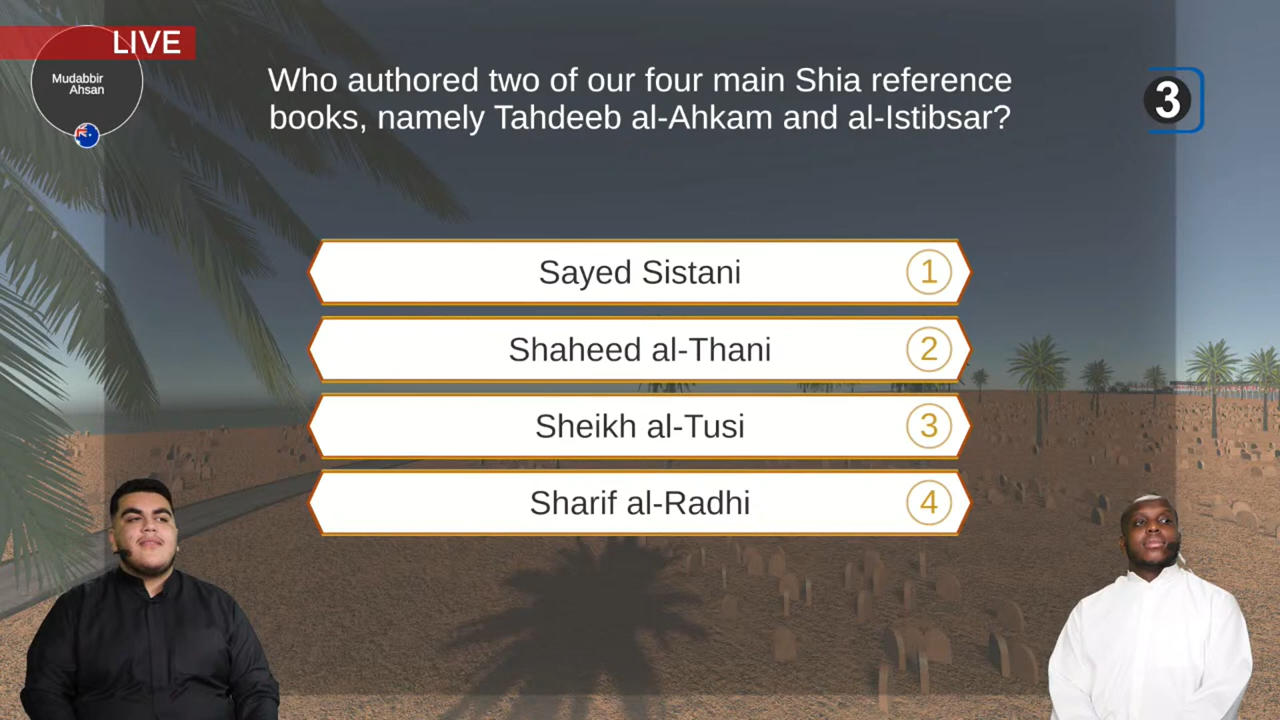 LIVE
Mudabbir
Ahsan
Who authored two of our four main Shia reference
books, namely Tahdeeb al-Ahkam and al-Istibsar?
3
Sayed Sistani 1
Shaheed al-Thani 2
Sheikh al-Tusi 3
Sharif al-Radhi 4